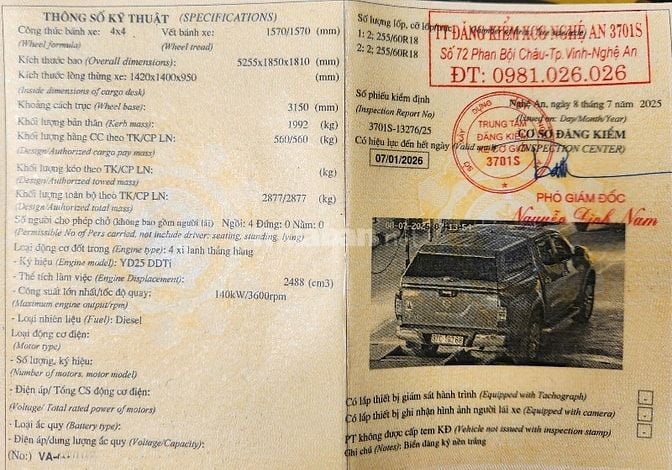 THÔNG SỐ KỸ THUẬT (SPECIFICATIONS)
Công thức bánh xe: 4x4 Vết bánh xe: 1570/1570 (mm)
(Wheel formula) (Wheel tread)
Kích thước bao (Overall dimensions): 5255x1850x1810 (mm)
Kích thước lòng thùng xe: 1420x1400x950 (mm)
(Inside dimensions of cargo desk)
Khoảng cách trục (Wheel base): 3150 (mm)
Khối lượng bản thân (Kerb mass): 1992 (kg)
Khối lượng hàng CC theo TK/CP LN: 560/560 (kg)
(Design/Authorized cargo pay mass)
Khối lượng kéo theo TK/CP LN: (kg)
(Design/Authorized towed mass)
Khối lượng toàn bộ theo TK/CP LN: 2877/2877 (kg)
(Design/Authorized total mass)
Số người cho phép chở (không bao gồm người lái) Ngồi: 4 Đứng: 0 Nằm: 0
(Permissible No of Pers carried, not include driver: seating, standing, lying)
Loại động cơ đốt trong (Engine type): 4 xi lanh thẳng hàng
- Ký hiệu (Engine model): YD25 DDTi
- Thể tích làm việc (Engine Displacement): 2488 (cm3)
- Công suất lớn nhất/tốc độ quay: 140kW/3600rpm
(Maximum engine output/rpm)
- Loại nhiên liệu (Fuel): Diesel
Loại động cơ điện:
(Motor type)
- Số lượng, ký hiệu:
(Number of motors, motor model)
- Điện áp/ Tổng CS động cơ điện:
(Voltage/ Total rated power of motors)
- Loại ắc quy (Battery type):
- Điện áp/dung lượng ắc quy (Voltage/Capacity):
(No:) VA-
Số lượng lốp, cỡ lốp/trục
1: 2; 255/60R18
2: 2; 255/60R18
TT ĐĂNG KIỂM XCG NGHỆ AN 3701S
Số 72 Phan Bội Châu-Tp.Vinh-Nghệ An
ĐT: 0981.026.026
Số phiếu kiểm định
(Inspection Report No)
3701S-13276/25
Nghệ An, ngày 8 tháng 7 năm 2025
(Issued on: Day/Month/Year)
CƠ SỞ ĐĂNG KIỂM
(INSPECTION CENTER)
Có hiệu lực đến hết ngày (Valid until)
07/01/2026
TRUNG TÂM
ĐĂNG KIỂM
XE CƠ GIỚI
3701S
PHÓ GIÁM ĐỐC
Nguyễn Đình Nam
Có lắp thiết bị giám sát hành trình (Equipped with Tachograph)
Có lắp thiết bị ghi nhận hình ảnh người lái xe (Equipped with camera)
PT không được cấp tem KĐ (Vehicle not issued with inspection stamp)
Ghi chú (Notes): Biển đăng ký nền trắng